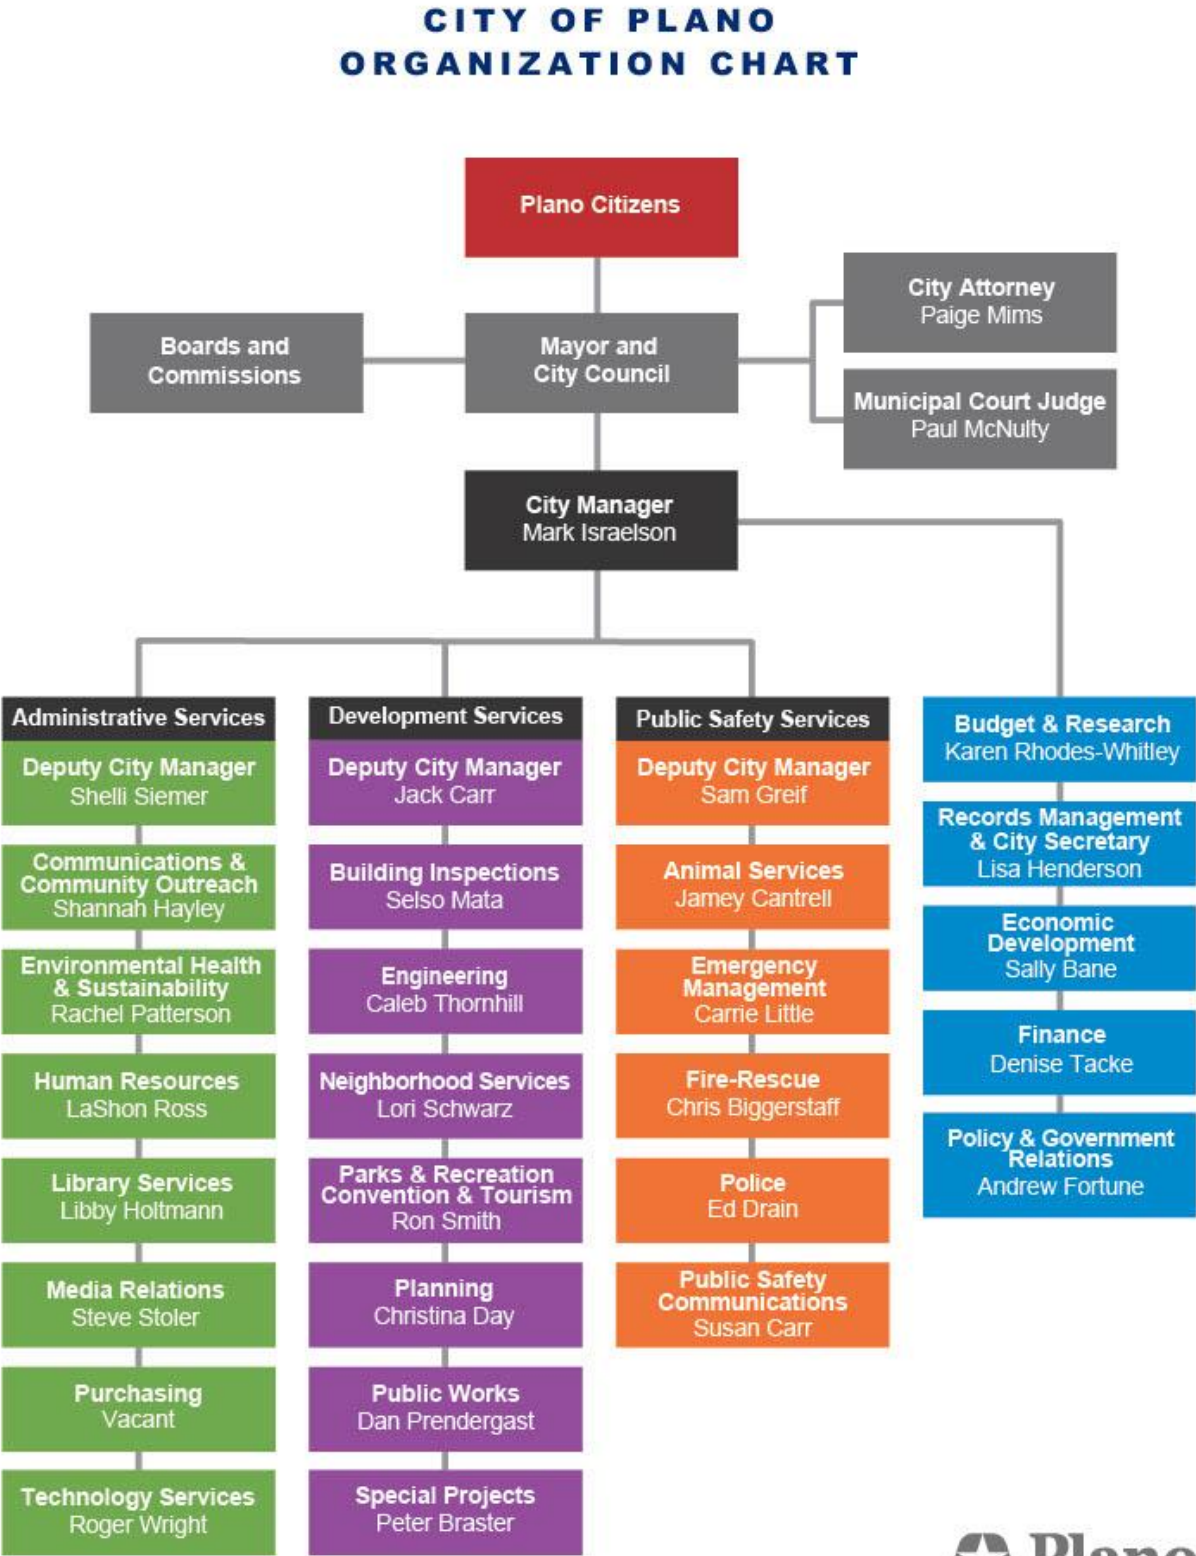 CITY OF PLANO
ORGANIZATION CHART
Plano Citizens
Boards and
Commissions
Mayor and
City Council
City Attorney
Paige Mims
Municipal Court Judge
Paul McNulty
City Manager
Mark Israelson
Administrative Services
Deputy City Manager
Shelli Siemer
Communications &
Community Outreach
Shannah Hayley
Environmental Health
& Sustainability
Rachel Patterson
Human Resources
LaShon Ross
Library Services
Libby Holtmann
Media Relations
Steve Stoler
Purchasing
Vacant
Technology Services
Roger Wright
Development Services
Deputy City Manager
Jack Carr
Building Inspections
Selso Mata
Engineering
Caleb Thornhill
Neighborhood Services
Lori Schwarz
Parks & Recreation
Convention & Tourism
Ron Smith
Planning
Christina Day
Public Works
Dan Prendergast
Special Projects
Peter Braster
Public Safety Services
Deputy City Manager
Sam Greif
Animal Services
Jamey Cantrell
Emergency
Management
Carrie Little
Fire-Rescue
Chris Biggerstaff
Police
Ed Drain
Public Safety
Communications
Susan Carr
Budget & Research
Karen Rhodes-Whitley
Records Management
& City Secretary
Lisa Henderson
Economic
Development
Sally Bane
Finance
Denise Tacke
Policy & Government
Relations
Andrew Fortune
Plano